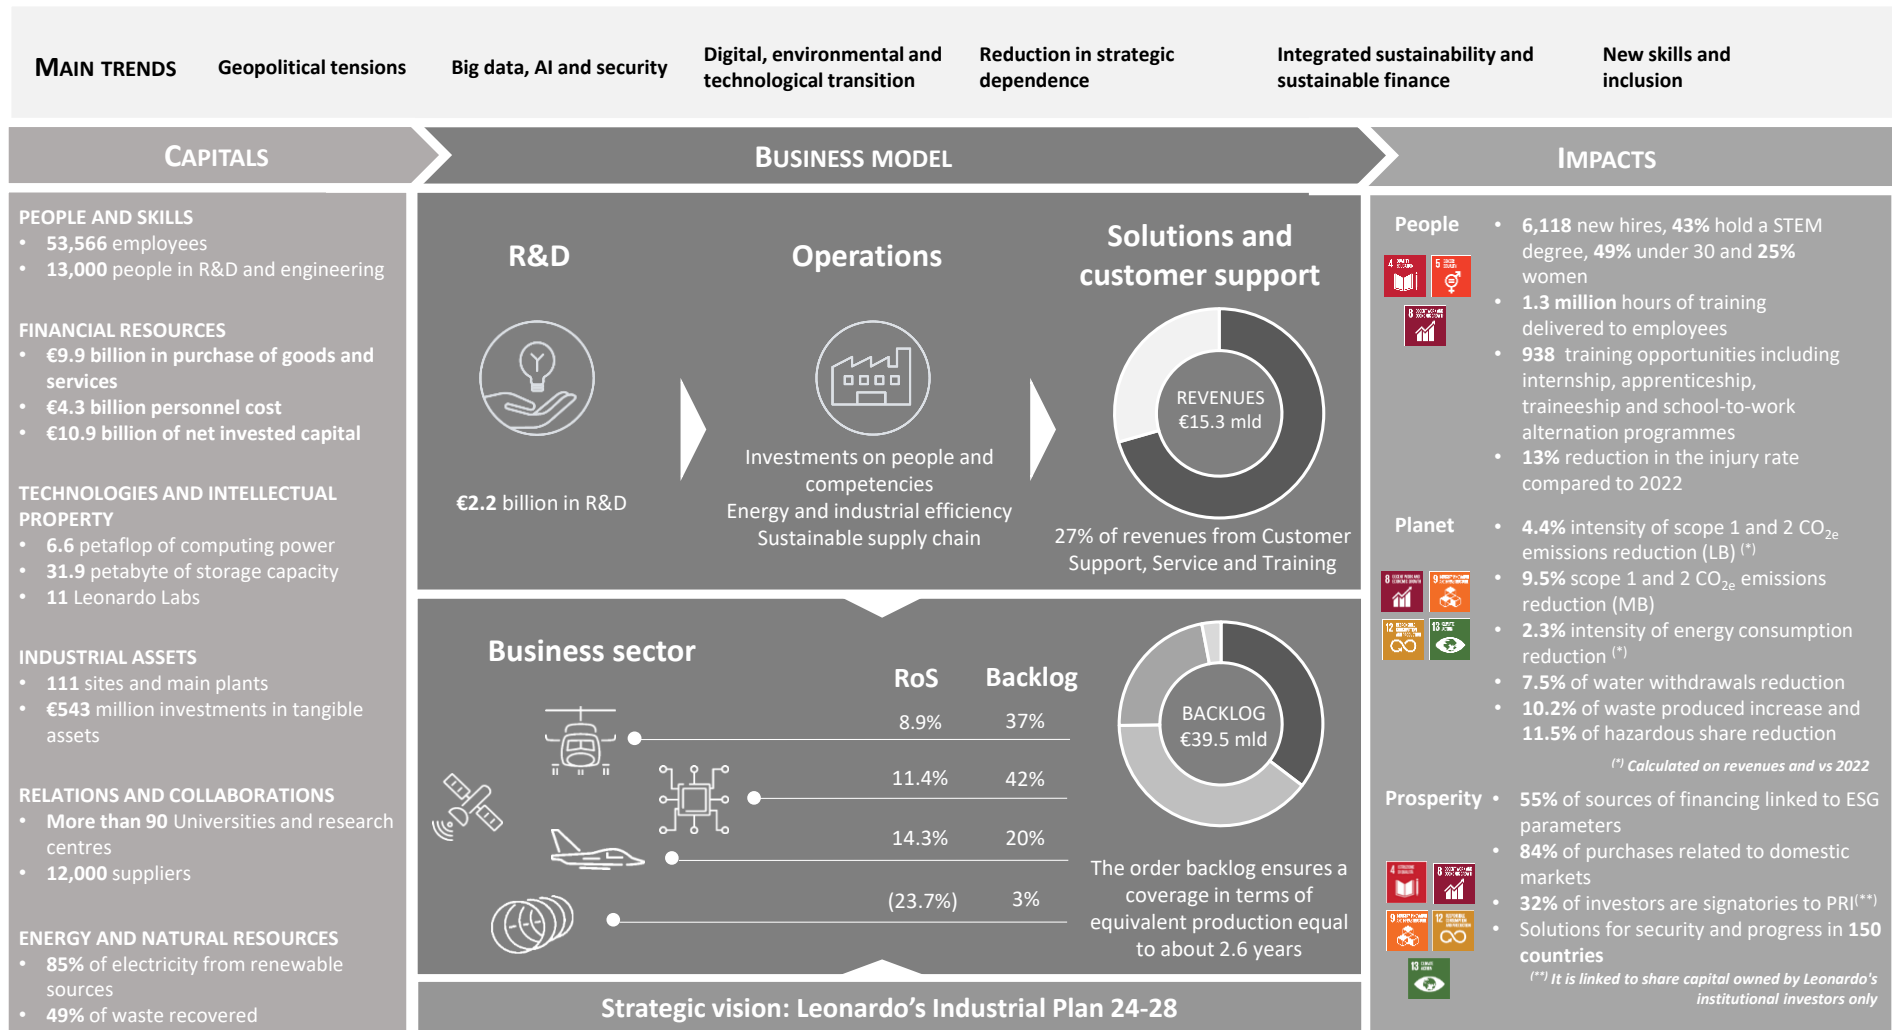 MAIN TRENDS
Geopolitical tensions
Big data, AI and security
Digital, environmental and
technological transition
Reduction in strategic
dependence
Integrated sustainability and
sustainable finance
New skills and
inclusion
CAPITALS
BUSINESS MODEL
IMPACTS
PEOPLE AND SKILLS
• 53,566 employees
• 13,000 people in R&D and engineering
FINANCIAL RESOURCES
• €9.9 billion in purchase of goods and
services
• €4.3 billion personnel cost
• €10.9 billion of net invested capital
TECHNOLOGIES AND INTELLECTUAL
PROPERTY
• 6.6 petaflop of computing power
• 31.9 petabyte of storage capacity
• 11 Leonardo Labs
INDUSTRIAL ASSETS
• 111 sites and main plants
• €543 million investments in tangible
assets
RELATIONS AND COLLABORATIONS
• More than 90 Universities and research
centres
• 12,000 suppliers
ENERGY AND NATURAL RESOURCES
• 85% of electricity from renewable
sources
• 49% of waste recovered
R&D
€2.2 billion in R&D
Operations
Investments on people and
competencies
Energy and industrial efficiency
Sustainable supply chain
Solutions and
customer support
REVENUES
€15.3 mld
27% of revenues from Customer
Support, Service and Training
Business sector
RoS Backlog
8.9% 37%
11.4% 42%
14.3% 20%
(23.7%) 3%
BACKLOG
€39.5 mld
The order backlog ensures a
coverage in terms of
equivalent production equal
to about 2.6 years
Strategic vision: Leonardo's Industrial Plan 24-28
People
4
5
8
• 6,118 new hires, 43% hold a STEM
degree, 49% under 30 and 25%
women
• 1.3 million hours of training
delivered to employees
• 938 training opportunities including
internship, apprenticeship,
traineeship and school-to-work
alternation programmes
• 13% reduction in the injury rate
compared to 2022
Planet
8
9
12
13
• 4.4% intensity of scope 1 and 2 CO2e
emissions reduction (LB) (*)
• 9.5% scope 1 and 2 CO2e emissions
reduction (MB)
• 2.3% intensity of energy consumption
reduction (*)
• 7.5% of water withdrawals reduction
• 10.2% of waste produced increase and
11.5% of hazardous share reduction
(*) Calculated on revenues and vs 2022
Prosperity
4
8
9
12
13
• 55% of sources of financing linked to ESG
parameters
• 84% of purchases related to domestic
markets
• 32% of investors are signatories to PRI(**)
• Solutions for security and progress in 150
countries
(**) It is linked to share capital owned by Leonardo's
institutional investors only